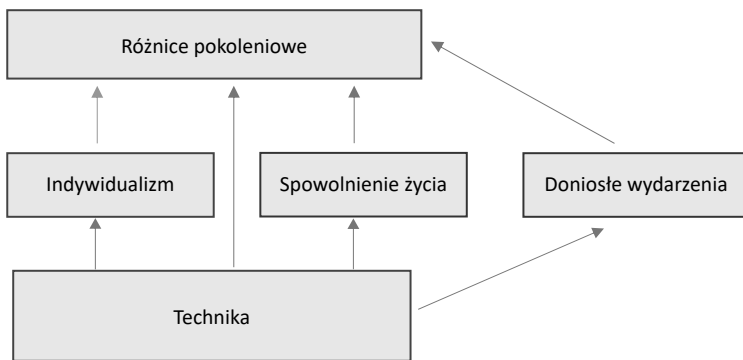 Różnice pokoleniowe
Indywidualizm
Spowolnienie życia
Doniosłe wydarzenia
Technika